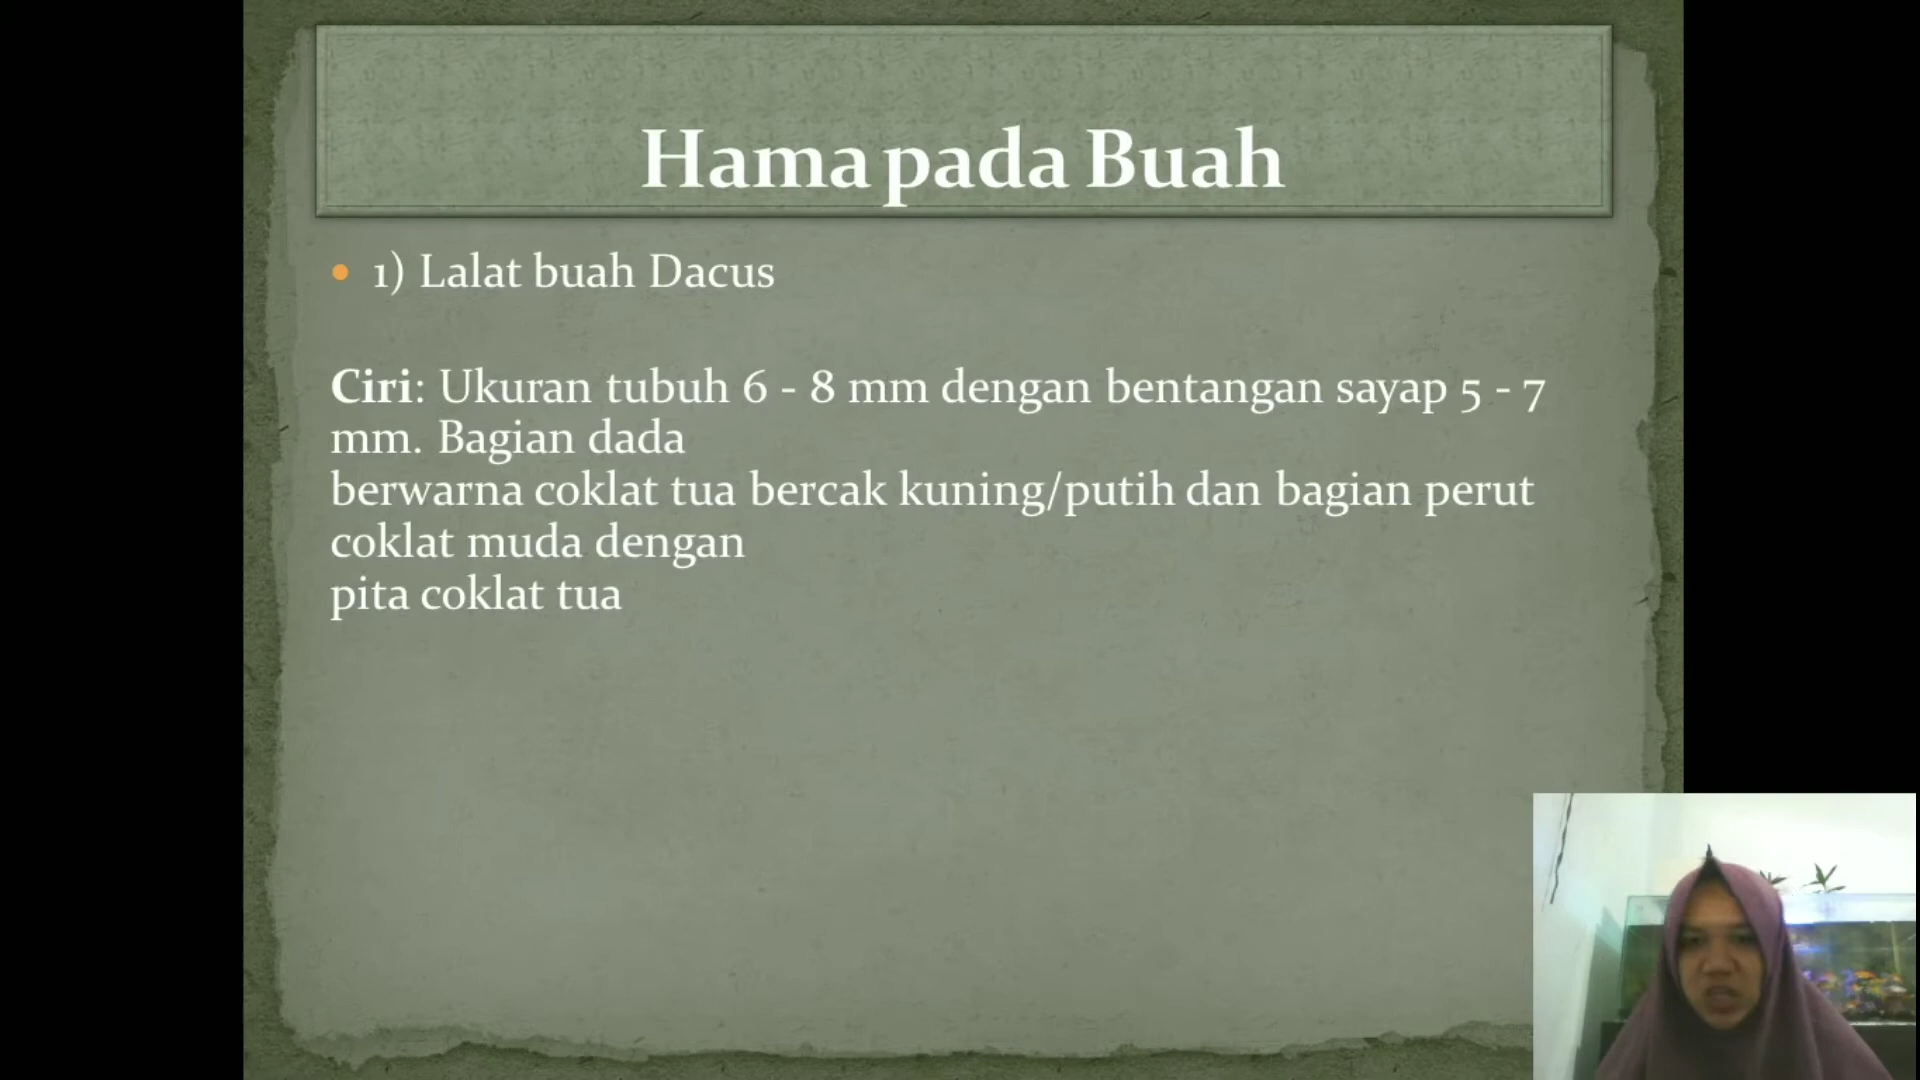 Hama pada Buah
1) Lalat buah Dacus
Ciri: Ukuran tubuh 6 - 8 mm dengan bentangan sayap 5 - 7
mm. Bagian dada
berwarna coklat tua bercak kuning/putih dan bagian perut
coklat muda dengan
pita coklat tua